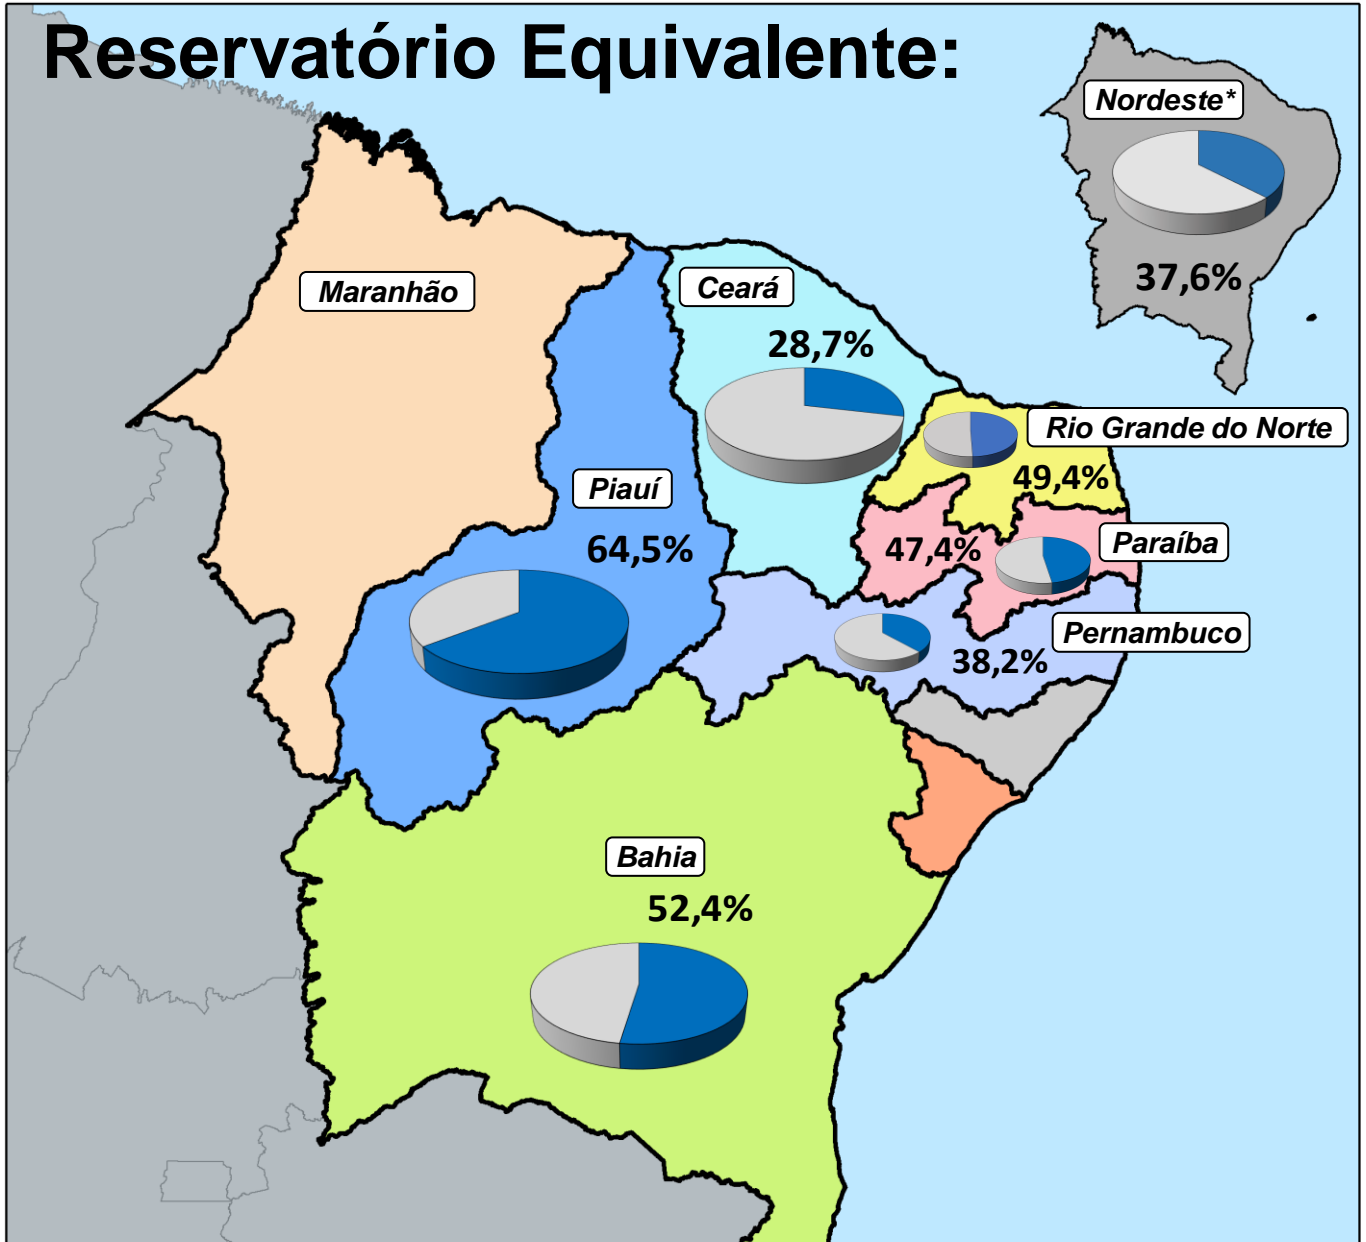 Reservatório Equivalente:
Nordeste*
37,6%
Maranhão
Ceará
28,7%
Rio Grande do Norte
49,4%
Piauí
64,5%
Paraíba
47,4%
Pernambuco
38,2%
Bahia
52,4%